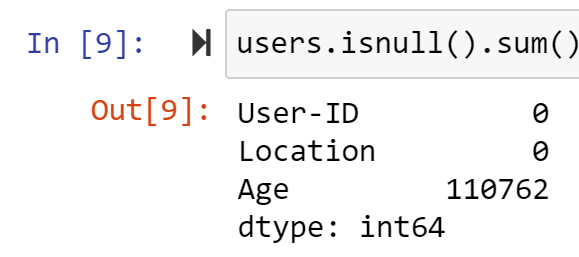 In [9]: users.isnull().sum()
Out[9]: User-ID 0
Location 0
Age 110762
dtype: int64